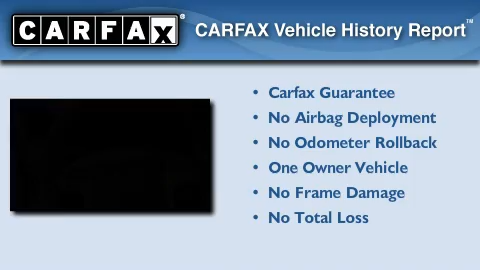 CARFAX® CARFAX Vehicle History Report™
• Carfax Guarantee
• No Airbag Deployment
• No Odometer Rollback
• One Owner Vehicle
• No Frame Damage
• No Total Loss